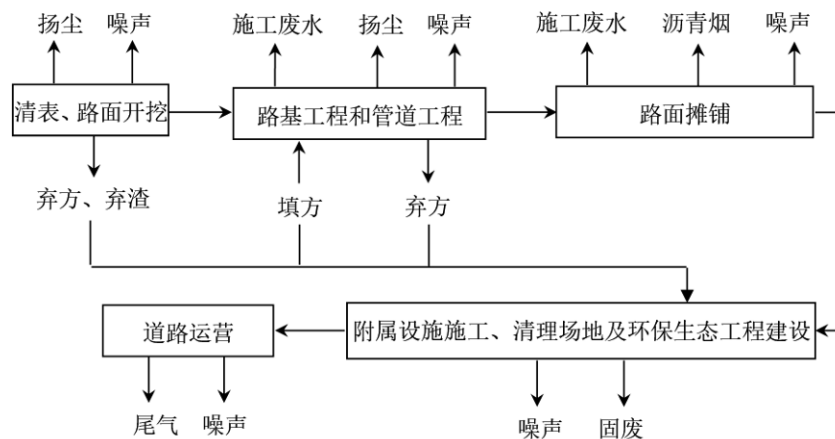 扬尘 噪声 施工废水 扬尘 噪声 施工废水 沥青烟 噪声
清表、路面开挖 路基工程和管道工程 路面摊铺
弃方、弃渣 填方 弃方
道路运营 附属设施施工、清理场地及环保生态工程建设
尾气 噪声 噪声 固废